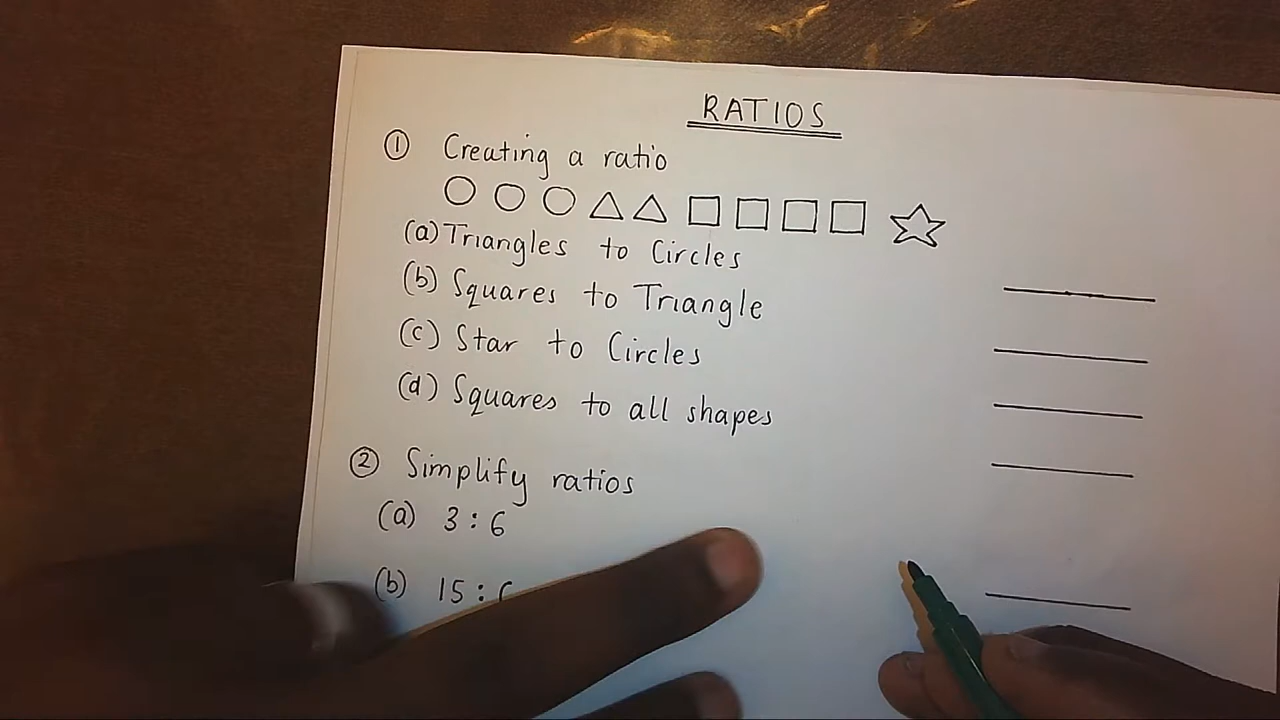 RATIOS
① Creating a ratio
(a) Triangles to Circles
(b) Squares to Triangle
(c) Star to Circles
(d) Squares to all shapes
② Simplify ratios
(a) 3 : 6
(b) 15 :